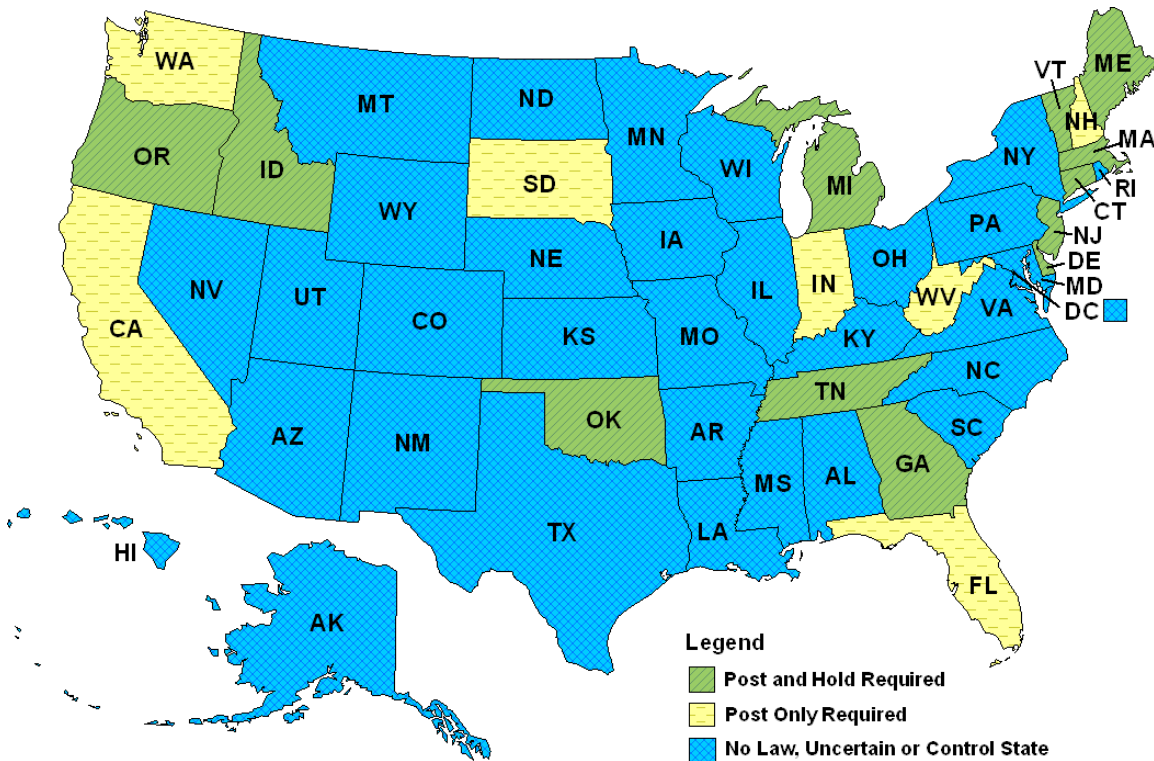 WA
MT
ND
MN
VT
ME
OR
ID
SD
WI
MI
NY
NH
MA
RI
CT
WY
IA
PA
NJ
NE
OH
DE
MD
NV
UT
CO
IL
IN
WV
VA
DC
CA
KS
MO
KY
NC
TN
AZ
NM
OK
AR
SC
MS
AL
GA
TX
LA
HI
AK
FL
Legend
Post and Hold Required
Post Only Required
No Law, Uncertain or Control State